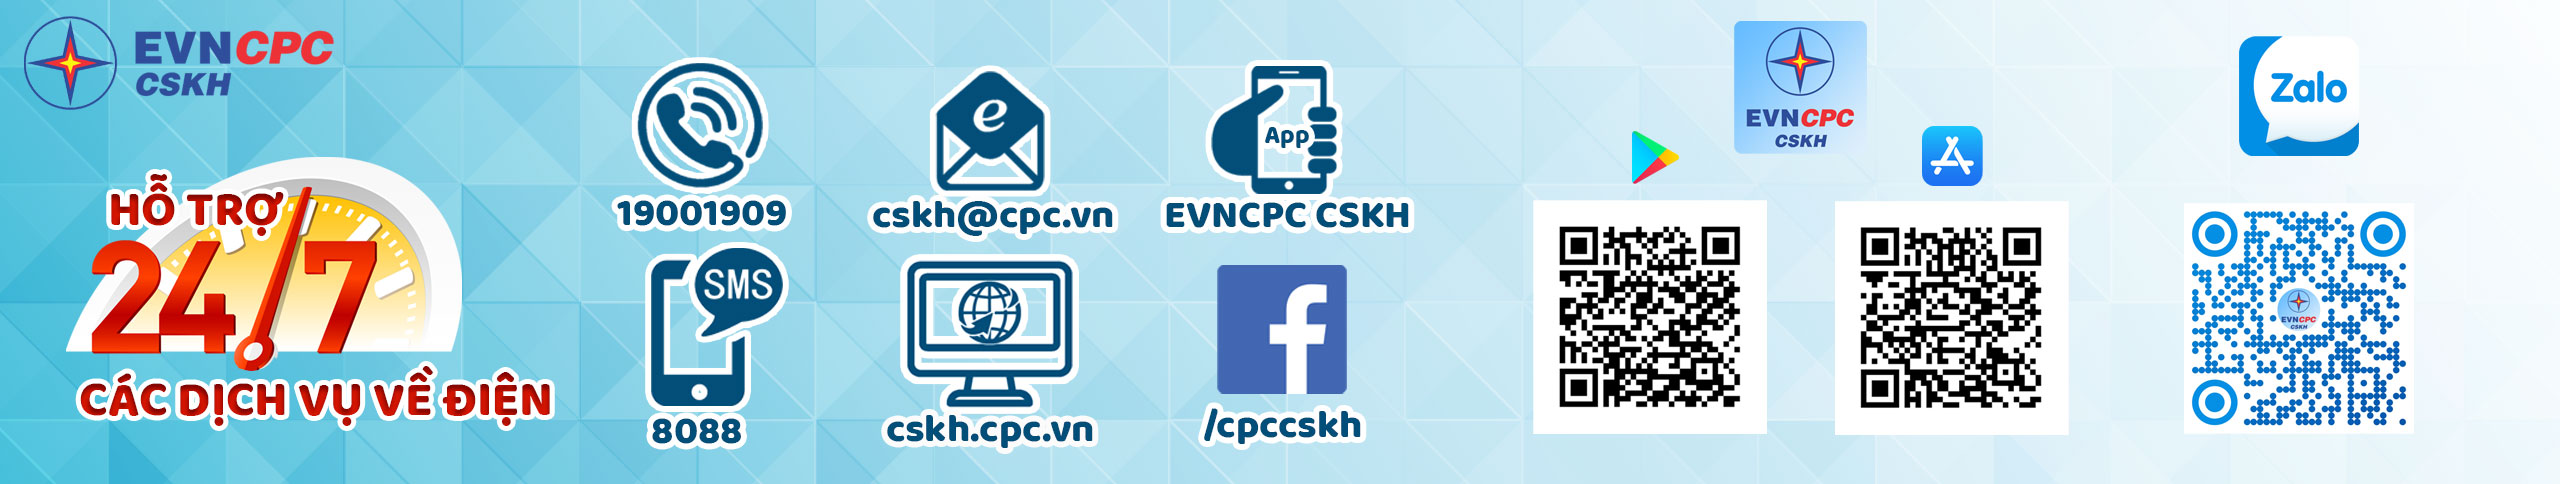 EVNCPC
CSKH
HỖ TRỢ
24/7
CÁC DỊCH VỤ VỀ ĐIỆN
19001909
e
cskh@cpc.vn
App
EVNCPC CSKH
SMS
8088
cskh.cpc.vn
f
/cpccskh
EVNCPC
CSKH
Zalo
EVNCPC
CSKH